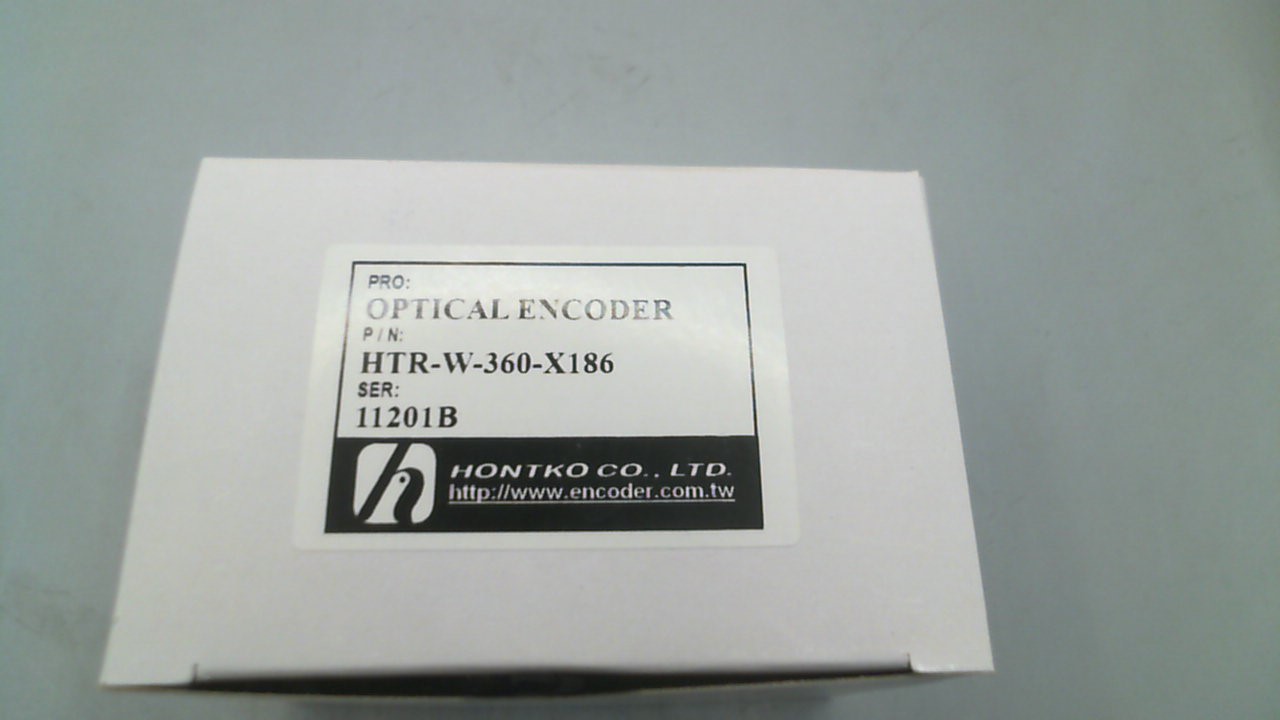 PRO:
OPTICAL ENCODER
P/N:
HTR-W-360-X186
SER:
11201B
HONTKO CO., LTD.
http://www.encoder.com.tw